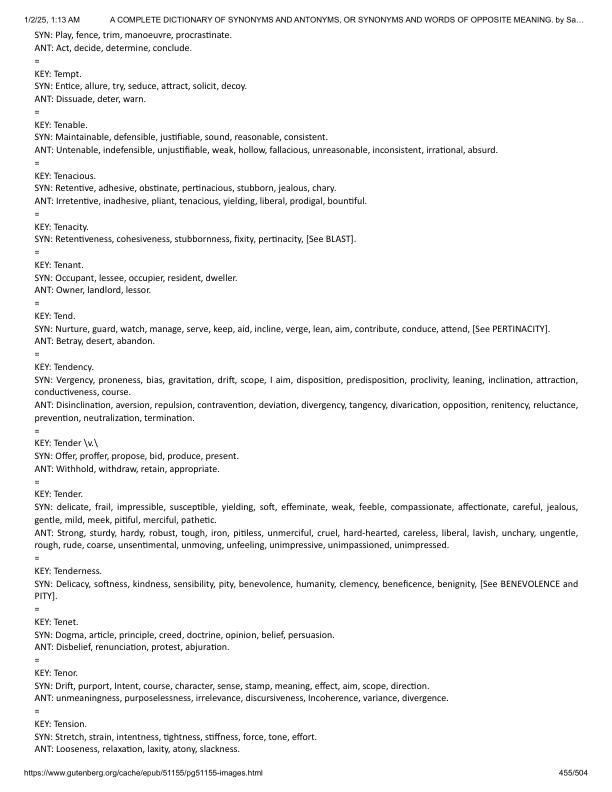 1/2/25, 1:13 AM A COMPLETE DICTIONARY OF SYNONYMS AND ANTONYMS, OR SYNONYMS AND WORDS OF OPPOSITE MEANING. by Sa…
SYN: Play, fence, trim, manoeuvre, procrastinate.
ANT: Act, decide, determine, conclude.
=
KEY: Tempt.
SYN: Entice, allure, try, seduce, attract, solicit, decoy.
ANT: Dissuade, deter, warn.
=
KEY: Tenable.
SYN: Maintainable, defensible, justifiable, sound, reasonable, consistent.
ANT: Untenable, indefensible, unjustifiable, weak, hollow, fallacious, unreasonable, inconsistent, irrational, absurd.
=
KEY: Tenacious.
SYN: Retentive, adhesive, obstinate, pertinacious, stubborn, jealous, chary.
ANT: Irretentive, inadhesive, pliant, tenacious, yielding, liberal, prodigal, bountiful.
=
KEY: Tenacity.
SYN: Retentiveness, cohesiveness, stubbornness, fixity, pertinacity, [See BLAST].
=
KEY: Tenant.
SYN: Occupant, lessee, occupier, resident, dweller.
ANT: Owner, landlord, lessor.
=
KEY: Tend.
SYN: Nurture, guard, watch, manage, serve, keep, aid, incline, verge, lean, aim, contribute, conduce, attend, [See PERTINACITY].
ANT: Betray, desert, abandon.
=
KEY: Tendency.
SYN: Vergency, proneness, bias, gravitation, drift, scope, I aim, disposition, predisposition, proclivity, leaning, inclination, attraction,
conductiveness, course.
ANT: Disinclination, aversion, repulsion, contravention, deviation, divergency, tangency, divarication, opposition, renitency, reluctance,
prevention, neutralization, termination.
=
KEY: Tender \v.\
SYN: Offer, proffer, propose, bid, produce, present.
ANT: Withhold, withdraw, retain, appropriate.
=
KEY: Tender.
SYN: delicate, frail, impressible, susceptible, yielding, soft, effeminate, weak, feeble, compassionate, affectionate, careful, jealous,
gentle, mild, meek, pitiful, merciful, pathetic.
ANT: Strong, sturdy, hardy, robust, tough, iron, pitiless, unmerciful, cruel, hard-hearted, careless, liberal, lavish, unchary, ungentle,
rough, rude, coarse, unsentimental, unmoving, unfeeling, unimpressive, unimpassioned, unimpressed.
=
KEY: Tenderness.
SYN: Delicacy, softness, kindness, sensibility, pity, benevolence, humanity, clemency, beneficence, benignity, [See BENEVOLENCE and
PITY].
=
KEY: Tenet.
SYN: Dogma, article, principle, creed, doctrine, opinion, belief, persuasion.
ANT: Disbelief, renunciation, protest, abjuration.
=
KEY: Tenor.
SYN: Drift, purport, Intent, course, character, sense, stamp, meaning, effect, aim, scope, direction.
ANT: unmeaningness, purposelessness, irrelevance, discursiveness, Incoherence, variance, divergence.
=
KEY: Tension.
SYN: Stretch, strain, intentness, tightness, stiffness, force, tone, effort.
ANT: Looseness, relaxation, laxity, atony, slackness.
https://www.gutenberg.org/cache/epub/51155/pg51155-images.html 455/504